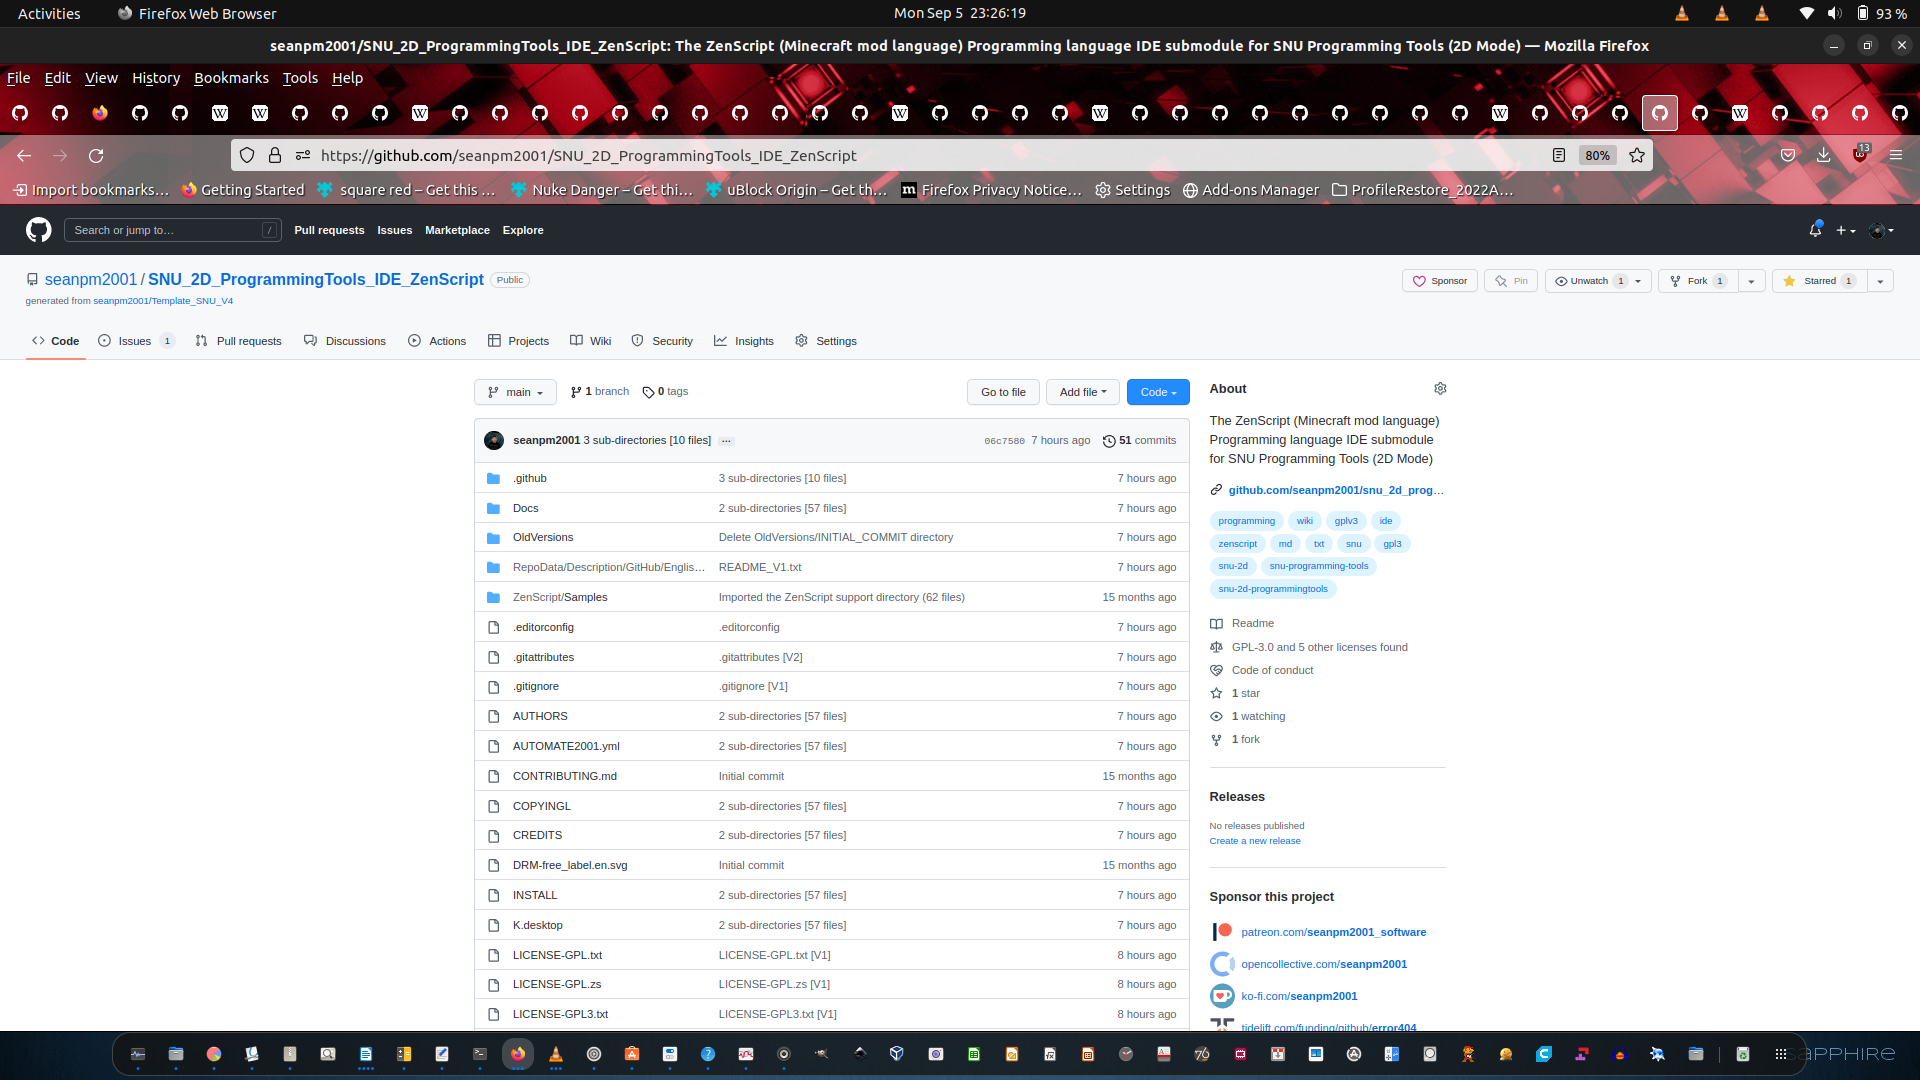 Activities
Firefox Web Browser
Mon Sep 5 23:26:19
93 %
seanpm2001/SNU_2D_ProgrammingTools_IDE_ZenScript: The ZenScript (Minecraft mod language) Programming language IDE submodule for SNU Programming Tools (2D Mode) — Mozilla Firefox
File Edit View History Bookmarks Tools Help
https://github.com/seanpm2001/SNU_2D_ProgrammingTools_IDE_ZenScript
80%
13
Import bookmarks… Getting Started square red – Get this … Nuke Danger – Get thi… uBlock Origin – Get th… Firefox Privacy Notice… Settings Add-ons Manager ProfileRestore_2022A…
Search or jump to… /
Pull requests Issues Marketplace Explore
seanpm2001 / SNU_2D_ProgrammingTools_IDE_ZenScript Public
generated from seanpm2001/Template_SNU_V4
Sponsor Pin Unwatch 1 Fork 1 Starred 1
Code Issues 1 Pull requests Discussions Actions Projects Wiki Security Insights Settings
main 1 branch 0 tags Go to file Add file Code
seanpm2001 3 sub-directories [10 files] … 06c7580 7 hours ago 51 commits
.github 3 sub-directories [10 files] 7 hours ago
Docs 2 sub-directories [57 files] 7 hours ago
OldVersions Delete OldVersions/INITIAL_COMMIT directory 7 hours ago
RepoData/Description/GitHub/Englis… README_V1.txt 7 hours ago
ZenScript/Samples Imported the ZenScript support directory (62 files) 15 months ago
.editorconfig .editorconfig 7 hours ago
.gitattributes .gitattributes [V2] 7 hours ago
.gitignore .gitignore [V1] 7 hours ago
AUTHORS 2 sub-directories [57 files] 7 hours ago
AUTOMATE2001.yml 2 sub-directories [57 files] 7 hours ago
CONTRIBUTING.md Initial commit 15 months ago
COPYINGL 2 sub-directories [57 files] 7 hours ago
CREDITS 2 sub-directories [57 files] 7 hours ago
DRM-free_label.en.svg Initial commit 15 months ago
INSTALL 2 sub-directories [57 files] 7 hours ago
K.desktop 2 sub-directories [57 files] 7 hours ago
LICENSE-GPL.txt LICENSE-GPL.txt [V1] 8 hours ago
LICENSE-GPL.zs LICENSE-GPL.zs [V1] 8 hours ago
LICENSE-GPL3.txt LICENSE-GPL3.txt [V1] 8 hours ago
About
The ZenScript (Minecraft mod language)
Programming language IDE submodule
for SNU Programming Tools (2D Mode)
github.com/seanpm2001/snu_2d_prog…
programming wiki gplv3 ide
zenscript md txt snu gpl3
snu-2d snu-programming-tools
snu-2d-programmingtools
Readme
GPL-3.0 and 5 other licenses found
Code of conduct
1 star
1 watching
1 fork
Releases
No releases published
Create a new release
Sponsor this project
patreon.com/seanpm2001_software
opencollective.com/seanpm2001
ko-fi.com/seanpm2001
tidelift.com/funding/github/error404
SAPPHIRE